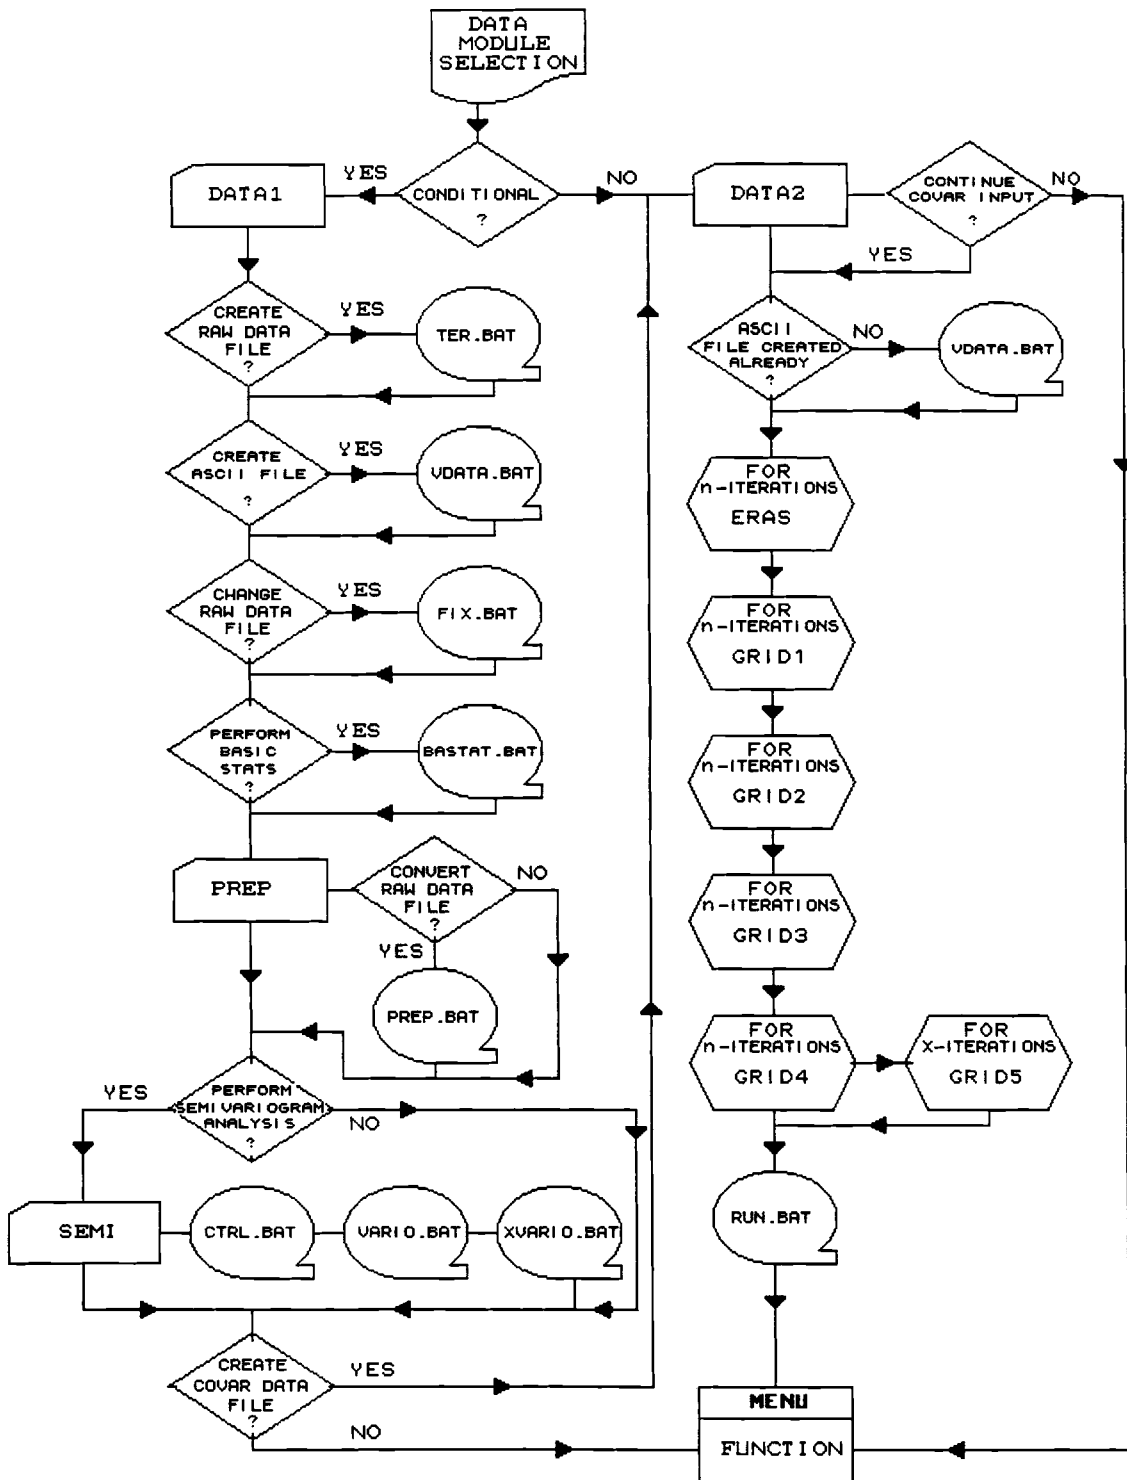 DATA
MODULE
SELECTION
YES
CONDITIONAL
?
NO
DATA1
DATA2
CONTINUE
COVAR INPUT
?
NO
YES
CREATE
RAW DATA
FILE
?
YES
TER.BAT
ASCII
FILE CREATED
ALREADY
?
NO
VDATA.BAT
CREATE
ASCII FILE
?
YES
VDATA.BAT
FOR
n-ITERATIONS
ERAS
CHANGE
RAW DATA
FILE
?
YES
FIX.BAT
FOR
n-ITERATIONS
GRID1
PERFORM
BASIC
STATS
?
YES
BASTAT.BAT
FOR
n-ITERATIONS
GRID2
PREP
CONVERT
RAW DATA
FILE
?
NO
YES
PREP.BAT
FOR
n-ITERATIONS
GRID3
FOR
n-ITERATIONS
GRID4
FOR
X-ITERATIONS
GRID5
YES
PERFORM
SEMIVARIOGRAM
ANALYSIS
?
NO
SEMI
CTRL.BAT
VARIO.BAT
XVARIO.BAT
RUN.BAT
CREATE
COVAR DATA
FILE
?
YES
NO
MENU
FUNCTION